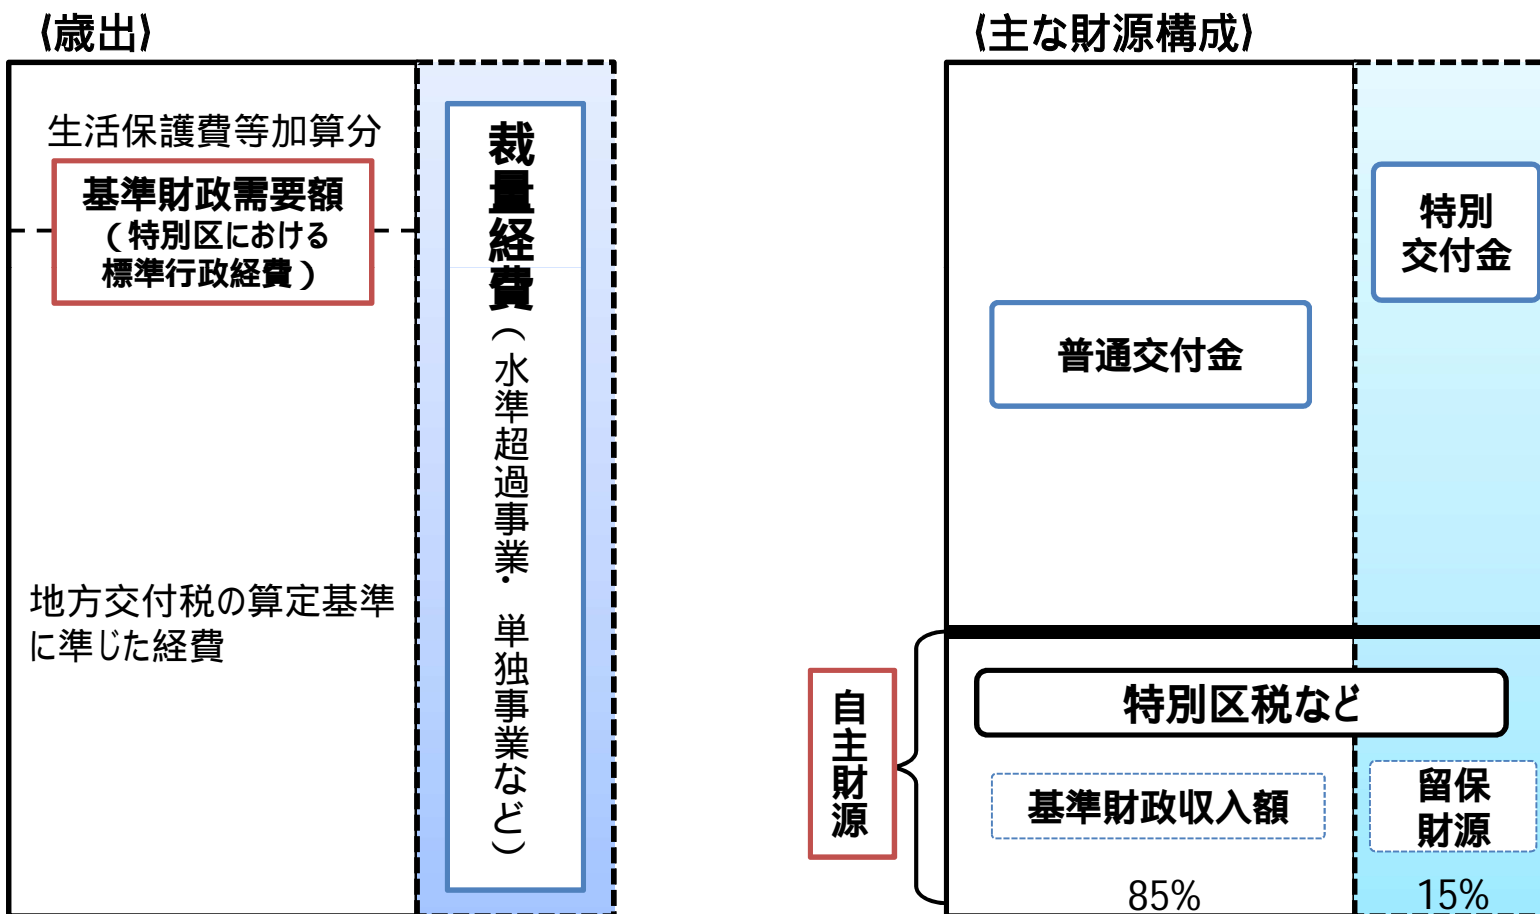 ⟨歳出⟩
生活保護費等加算分
基準財政需要額
(特別区における
標準行政経費)
地方交付税の算定基準
に準じた経費
裁量経費(水準超過事業・単独事業など)
⟨主な財源構成⟩
普通交付金
特別
交付金
自主財源
特別区税など
基準財政収入額
留保
財源
85%
15%